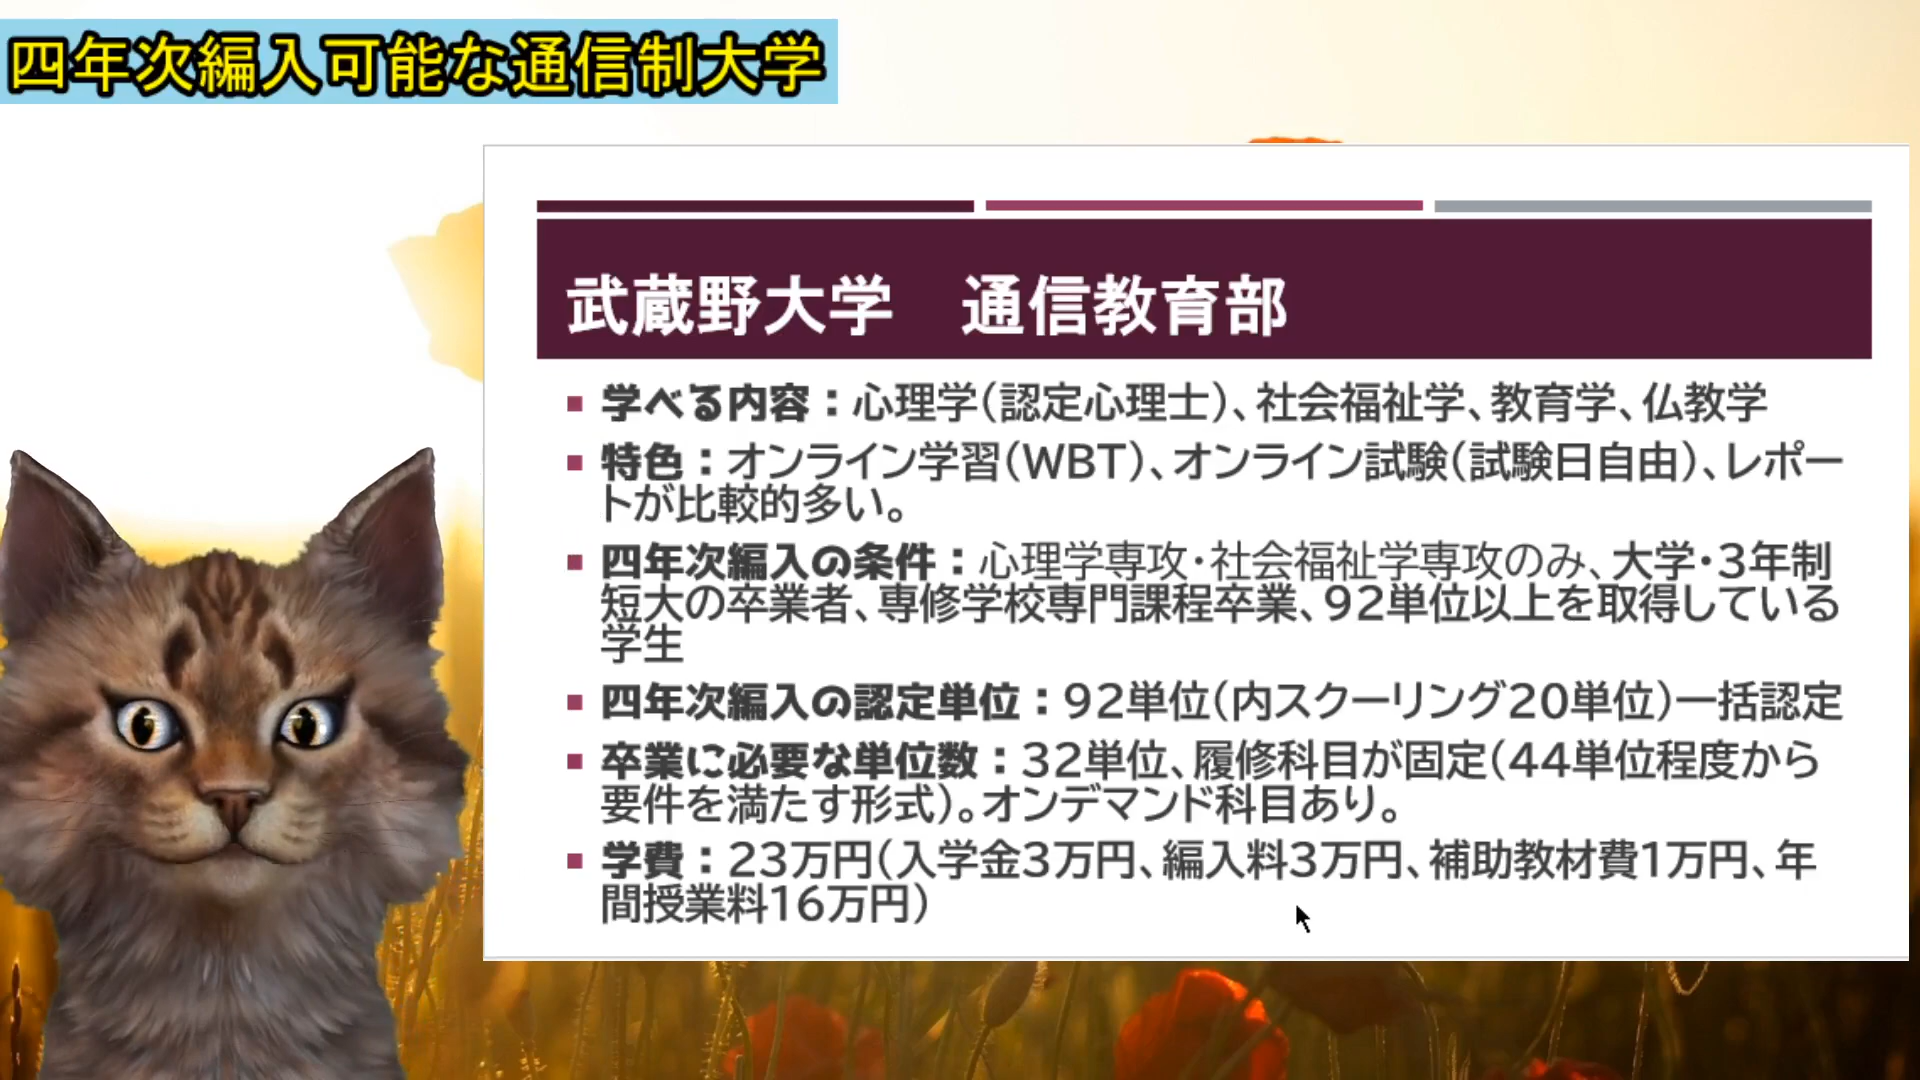 四年次編入可能な通信制大学
武蔵野大学　通信教育部
学べる内容：心理学（認定心理士）、社会福祉学、教育学、仏教学
特色：オンライン学習（WBT）、オンライン試験（試験日自由）、レポー
トが比較的多い。
四年次編入の条件：心理学専攻・社会福祉学専攻のみ、大学・3年制
短大の卒業者、専修学校専門課程卒業、92単位以上を取得している
学生
四年次編入の認定単位：92単位（内スクーリング20単位）一括認定
卒業に必要な単位数：32単位、履修科目が固定（44単位程度から
要件を満たす形式）。オンデマンド科目あり。
学費：23万円（入学金3万円、編入料3万円、補助教材費1万円、年
間授業料16万円）